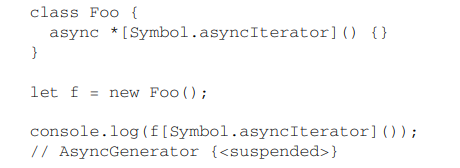 class Foo {
  async *[Symbol.asyncIterator]() {}
}

let f = new Foo();

console.log(f[Symbol.asyncIterator]());
// AsyncGenerator {<suspended>}